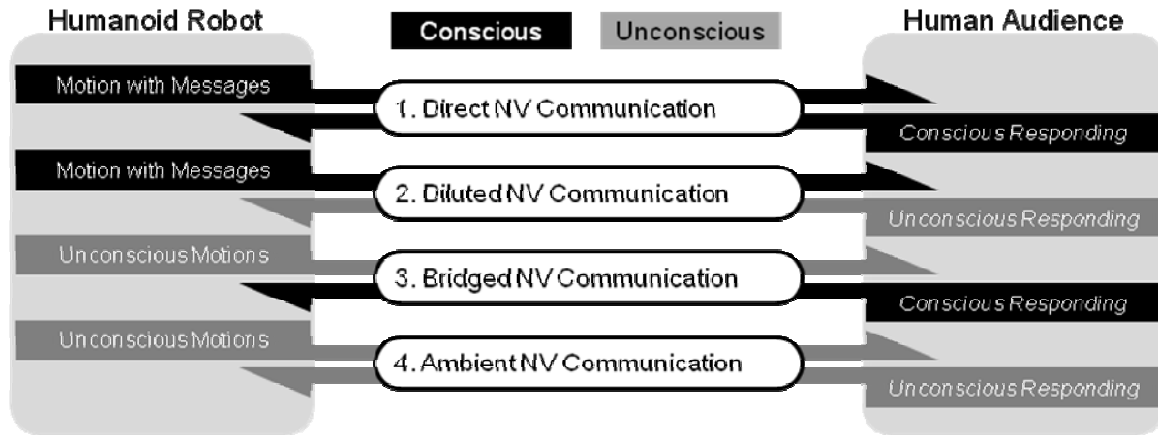 Humanoid Robot
Conscious
Unconscious
Human Audience
Motion with Messages
1. Direct NV Communication
Conscious Responding
Motion with Messages
2. Diluted NV Communication
Unconscious Responding
Unconscious Motions
3. Bridged NV Communication
Conscious Responding
Unconscious Motions
4. Ambient NV Communication
Unconscious Responding